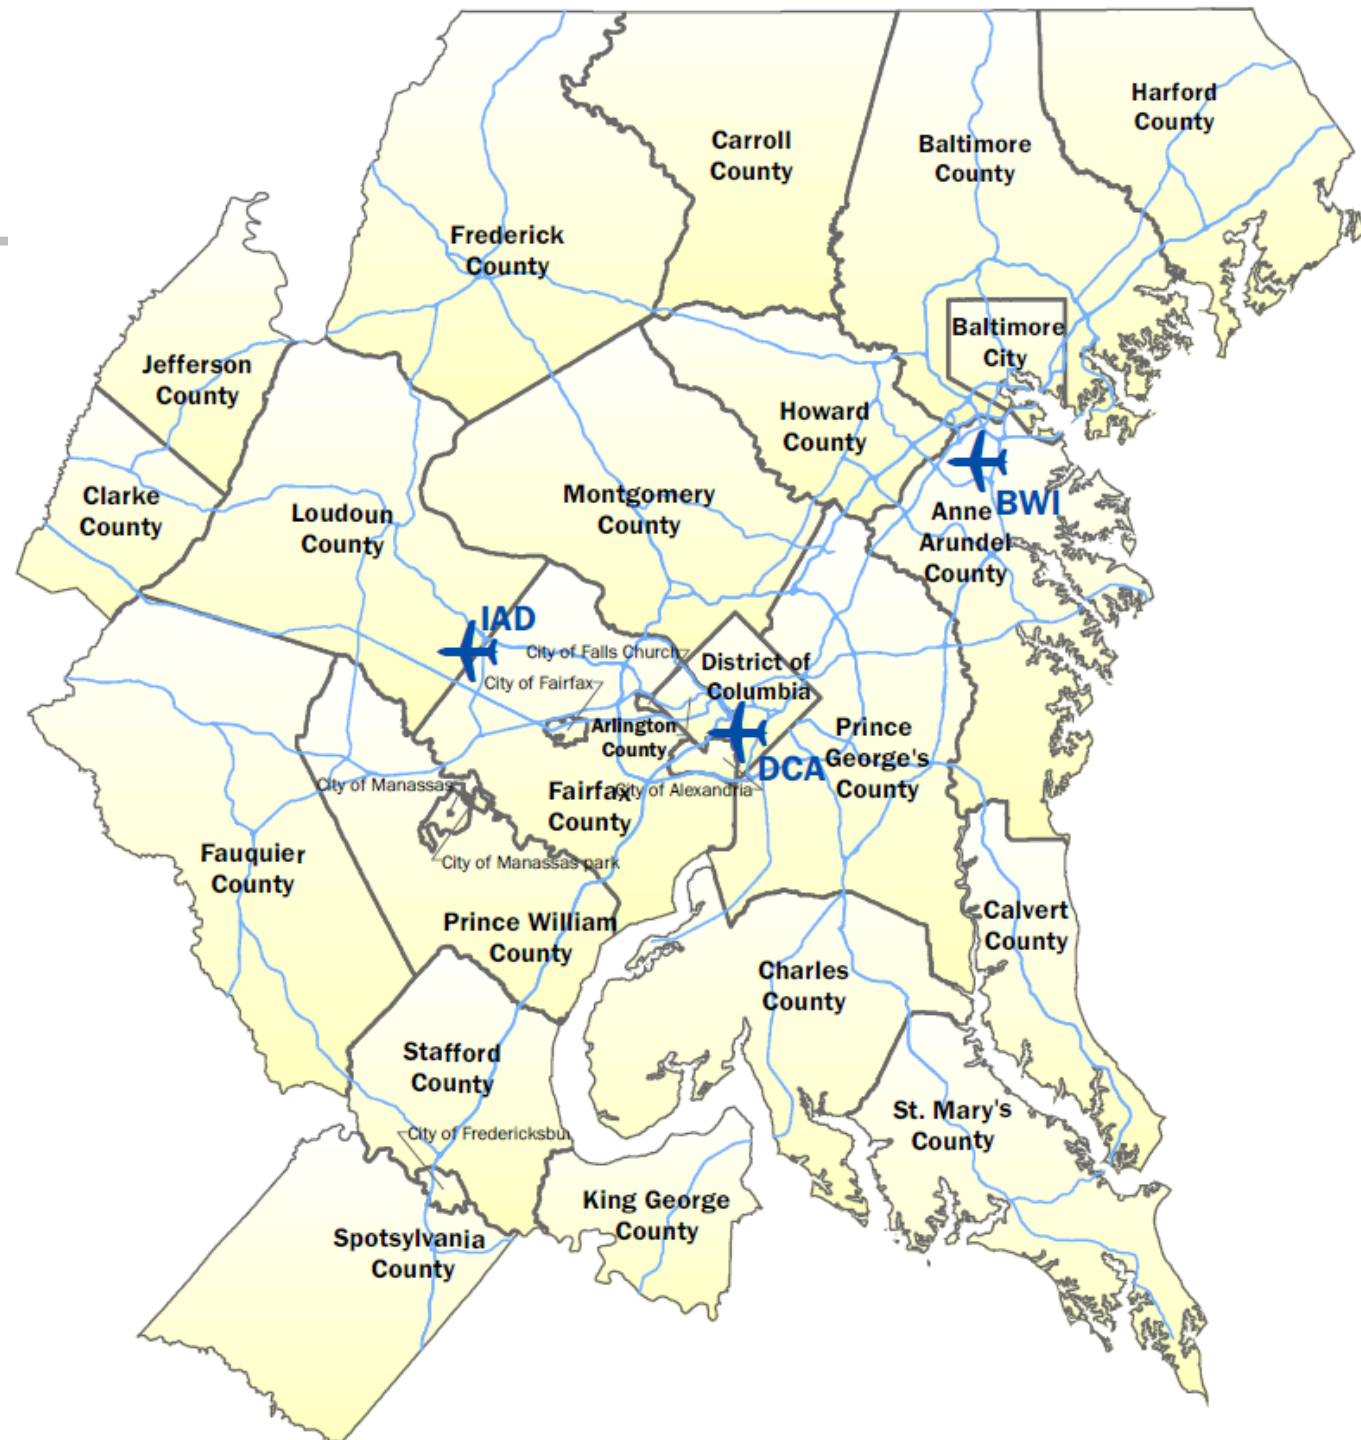 Harford
County
Carroll
County
Baltimore
County
Frederick
County
Baltimore
City
Jefferson
County
Howard
County
Clarke
County
Loudoun
County
Montgomery
County
BWI
Anne
Arundel
County
IAD
City of Falls Church
City of Fairfax
District of
Columbia
Arlington
County
Prince
George's
County
DCA
City of Manassas
Fairfax
County
City of Alexandria
City of Manassas park
Fauquier
County
Prince William
County
Calvert
County
Charles
County
Stafford
County
St. Mary's
County
City of Fredericksbur
King George
County
Spotsylvania
County